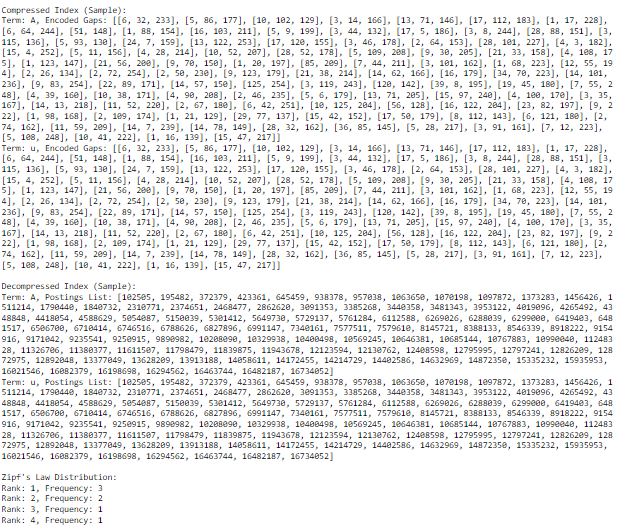 Compressed Index (Sample):
Term: A, Encoded Gaps: [[6, 32, 233], [5, 86, 177], [10, 102, 129], [3, 14, 166], [13, 71, 146], [17, 112, 183], [1, 17, 228],
[6, 64, 244], [51, 148], [1, 88, 154], [16, 103, 211], [5, 9, 199], [3, 44, 132], [17, 5, 186], [3, 8, 244], [28, 88, 151], [3,
115, 136], [5, 93, 130], [24, 7, 159], [13, 122, 253], [17, 120, 155], [3, 46, 178], [2, 64, 153], [28, 101, 227], [4, 3, 182],
[15, 4, 252], [5, 11, 156], [4, 28, 214], [10, 52, 207], [28, 52, 178], [5, 109, 208], [9, 30, 205], [21, 33, 158], [4, 108, 17
5], [1, 123, 147], [21, 56, 200], [9, 70, 150], [1, 20, 197], [85, 209], [7, 44, 211], [3, 101, 162], [1, 68, 223], [12, 55, 19
4], [2, 26, 134], [2, 72, 254], [2, 50, 230], [9, 123, 179], [21, 38, 214], [14, 62, 166], [16, 179], [34, 70, 223], [14, 101,
236], [9, 83, 254], [22, 89, 171], [14, 57, 150], [125, 254], [3, 119, 243], [120, 142], [39, 8, 195], [19, 45, 180], [7, 55, 2
48], [4, 39, 160], [10, 38, 171], [4, 90, 208], [2, 46, 235], [5, 6, 179], [13, 71, 205], [15, 97, 240], [4, 100, 170], [3, 35,
167], [14, 13, 218], [11, 52, 220], [2, 67, 180], [6, 42, 251], [10, 125, 204], [56, 128], [16, 122, 204], [23, 82, 197], [9, 2
22], [1, 98, 168], [2, 109, 174], [1, 21, 129], [29, 77, 137], [15, 42, 152], [17, 50, 179], [8, 112, 143], [6, 121, 180], [2,
74, 162], [11, 59, 209], [14, 7, 239], [14, 78, 149], [28, 32, 162], [36, 85, 145], [5, 28, 217], [3, 91, 161], [7, 12, 223],
[5, 108, 248], [10, 41, 222], [1, 16, 139], [15, 47, 217]]
Term: u, Encoded Gaps: [[6, 32, 233], [5, 86, 177], [10, 102, 129], [3, 14, 166], [13, 71, 146], [17, 112, 183], [1, 17, 228],
[6, 64, 244], [51, 148], [1, 88, 154], [16, 103, 211], [5, 9, 199], [3, 44, 132], [17, 5, 186], [3, 8, 244], [28, 88, 151], [3,
115, 136], [5, 93, 130], [24, 7, 159], [13, 122, 253], [17, 120, 155], [3, 46, 178], [2, 64, 153], [28, 101, 227], [4, 3, 182],
[15, 4, 252], [5, 11, 156], [4, 28, 214], [10, 52, 207], [28, 52, 178], [5, 109, 208], [9, 30, 205], [21, 33, 158], [4, 108, 17
5], [1, 123, 147], [21, 56, 200], [9, 70, 150], [1, 20, 197], [85, 209], [7, 44, 211], [3, 101, 162], [1, 68, 223], [12, 55, 19
4], [2, 26, 134], [2, 72, 254], [2, 50, 230], [9, 123, 179], [21, 38, 214], [14, 62, 166], [16, 179], [34, 70, 223], [14, 101,
236], [9, 83, 254], [22, 89, 171], [14, 57, 150], [125, 254], [3, 119, 243], [120, 142], [39, 8, 195], [19, 45, 180], [7, 55, 2
48], [4, 39, 160], [10, 38, 171], [4, 90, 208], [2, 46, 235], [5, 6, 179], [13, 71, 205], [15, 97, 240], [4, 100, 170], [3, 35,
167], [14, 13, 218], [11, 52, 220], [2, 67, 180], [6, 42, 251], [10, 125, 204], [56, 128], [16, 122, 204], [23, 82, 197], [9, 2
22], [1, 98, 168], [2, 109, 174], [1, 21, 129], [29, 77, 137], [15, 42, 152], [17, 50, 179], [8, 112, 143], [6, 121, 180], [2,
74, 162], [11, 59, 209], [14, 7, 239], [14, 78, 149], [28, 32, 162], [36, 85, 145], [5, 28, 217], [3, 91, 161], [7, 12, 223],
[5, 108, 248], [10, 41, 222], [1, 16, 139], [15, 47, 217]]
Decompressed Index (Sample):
Term: A, Postings List: [102505, 195482, 372379, 423361, 645459, 938378, 957038, 1063650, 1070198, 1097872, 1373283, 1456426, 1
511214, 1790440, 1840732, 2310771, 2374651, 2468477, 2862620, 3091353, 3385268, 3440358, 3481343, 3953122, 4019096, 4265492, 43
48848, 4418054, 4588629, 5054087, 5150039, 5301412, 5649730, 5729137, 5761284, 6112588, 6269026, 6288039, 6299000, 6419403, 648
1517, 6506700, 6710414, 6746516, 6788626, 6827896, 6991147, 7340161, 7577511, 7579610, 8145721, 8388133, 8546339, 8918222, 9154
916, 9171042, 9235541, 9250915, 9890982, 10208090, 10329938, 10400498, 10569245, 10646381, 10685144, 10767883, 10990040, 112483
28, 11326706, 11380377, 11611507, 11798479, 11839875, 11943678, 12123594, 12130762, 12408598, 12795995, 12797241, 12826209, 128
72975, 12892048, 13377049, 13628209, 13913188, 14058611, 14172455, 14214729, 14402586, 14632969, 14872350, 15335232, 15935953,
16021546, 16082379, 16198698, 16294562, 16463744, 16482187, 16734052]
Term: u, Postings List: [102505, 195482, 372379, 423361, 645459, 938378, 957038, 1063650, 1070198, 1097872, 1373283, 1456426, 1
511214, 1790440, 1840732, 2310771, 2374651, 2468477, 2862620, 3091353, 3385268, 3440358, 3481343, 3953122, 4019096, 4265492, 43
48848, 4418054, 4588629, 5054087, 5150039, 5301412, 5649730, 5729137, 5761284, 6112588, 6269026, 6288039, 6299000, 6419403, 648
1517, 6506700, 6710414, 6746516, 6788626, 6827896, 6991147, 7340161, 7577511, 7579610, 8145721, 8388133, 8546339, 8918222, 9154
916, 9171042, 9235541, 9250915, 9890982, 10208090, 10329938, 10400498, 10569245, 10646381, 10685144, 10767883, 10990040, 112483
28, 11326706, 11380377, 11611507, 11798479, 11839875, 11943678, 12123594, 12130762, 12408598, 12795995, 12797241, 12826209, 128
72975, 12892048, 13377049, 13628209, 13913188, 14058611, 14172455, 14214729, 14402586, 14632969, 14872350, 15335232, 15935953,
16021546, 16082379, 16198698, 16294562, 16463744, 16482187, 16734052]
Zipf's Law Distribution:
Rank: 1, Frequency: 3
Rank: 2, Frequency: 2
Rank: 3, Frequency: 1
Rank: 4, Frequency: 1